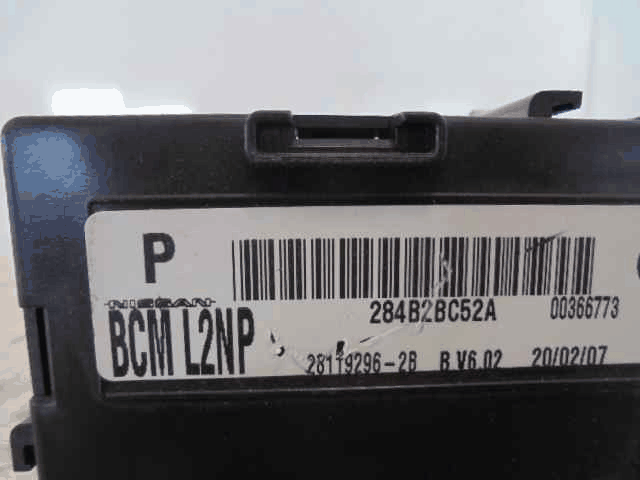 P
NISSAN
284B2BC52A 00366773
BCM L2NP
28119296-2B B V6.02 20/02/07